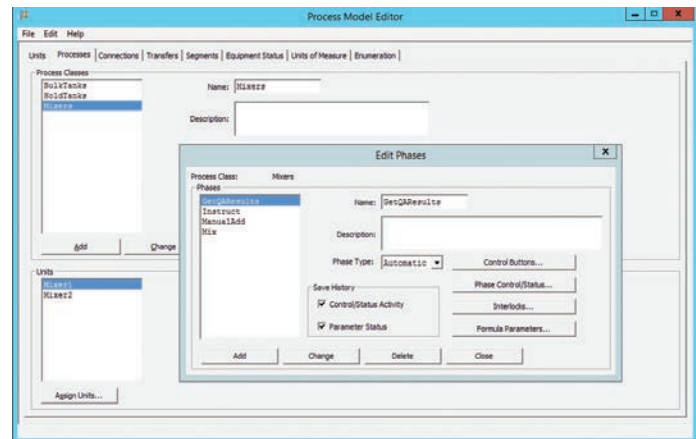 Process Model Editor
File Edit Help
Units Processes Connections Transfers Segments Equipment Status Units of Measure Enumeration
Process Classes
BulkTanks
HoldTanks
Mixers
Name: Mixers
Description:
Add Change
Units
Mixer1
Mixer2
Assign Units...
Edit Phases
Process Class: Mixers
Phases
GetQAResults
Instruct
ManualAdd
Mix
Name: GetQAResults
Description:
Phase Type: Automatic
Save History
Control/Status Activity
Parameter Status
Control Buttons...
Phase Control/Status...
Interlocks...
Formula Parameters...
Add Change Delete Close